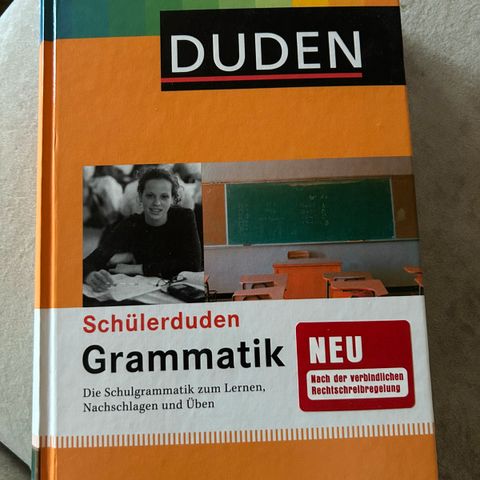 DUDEN
Schülerduden
Grammatik
Die Schulgrammatik zum Lernen,
Nachschlagen und Üben
NEU
Nach der verbindlichen
Rechtschreibregelung